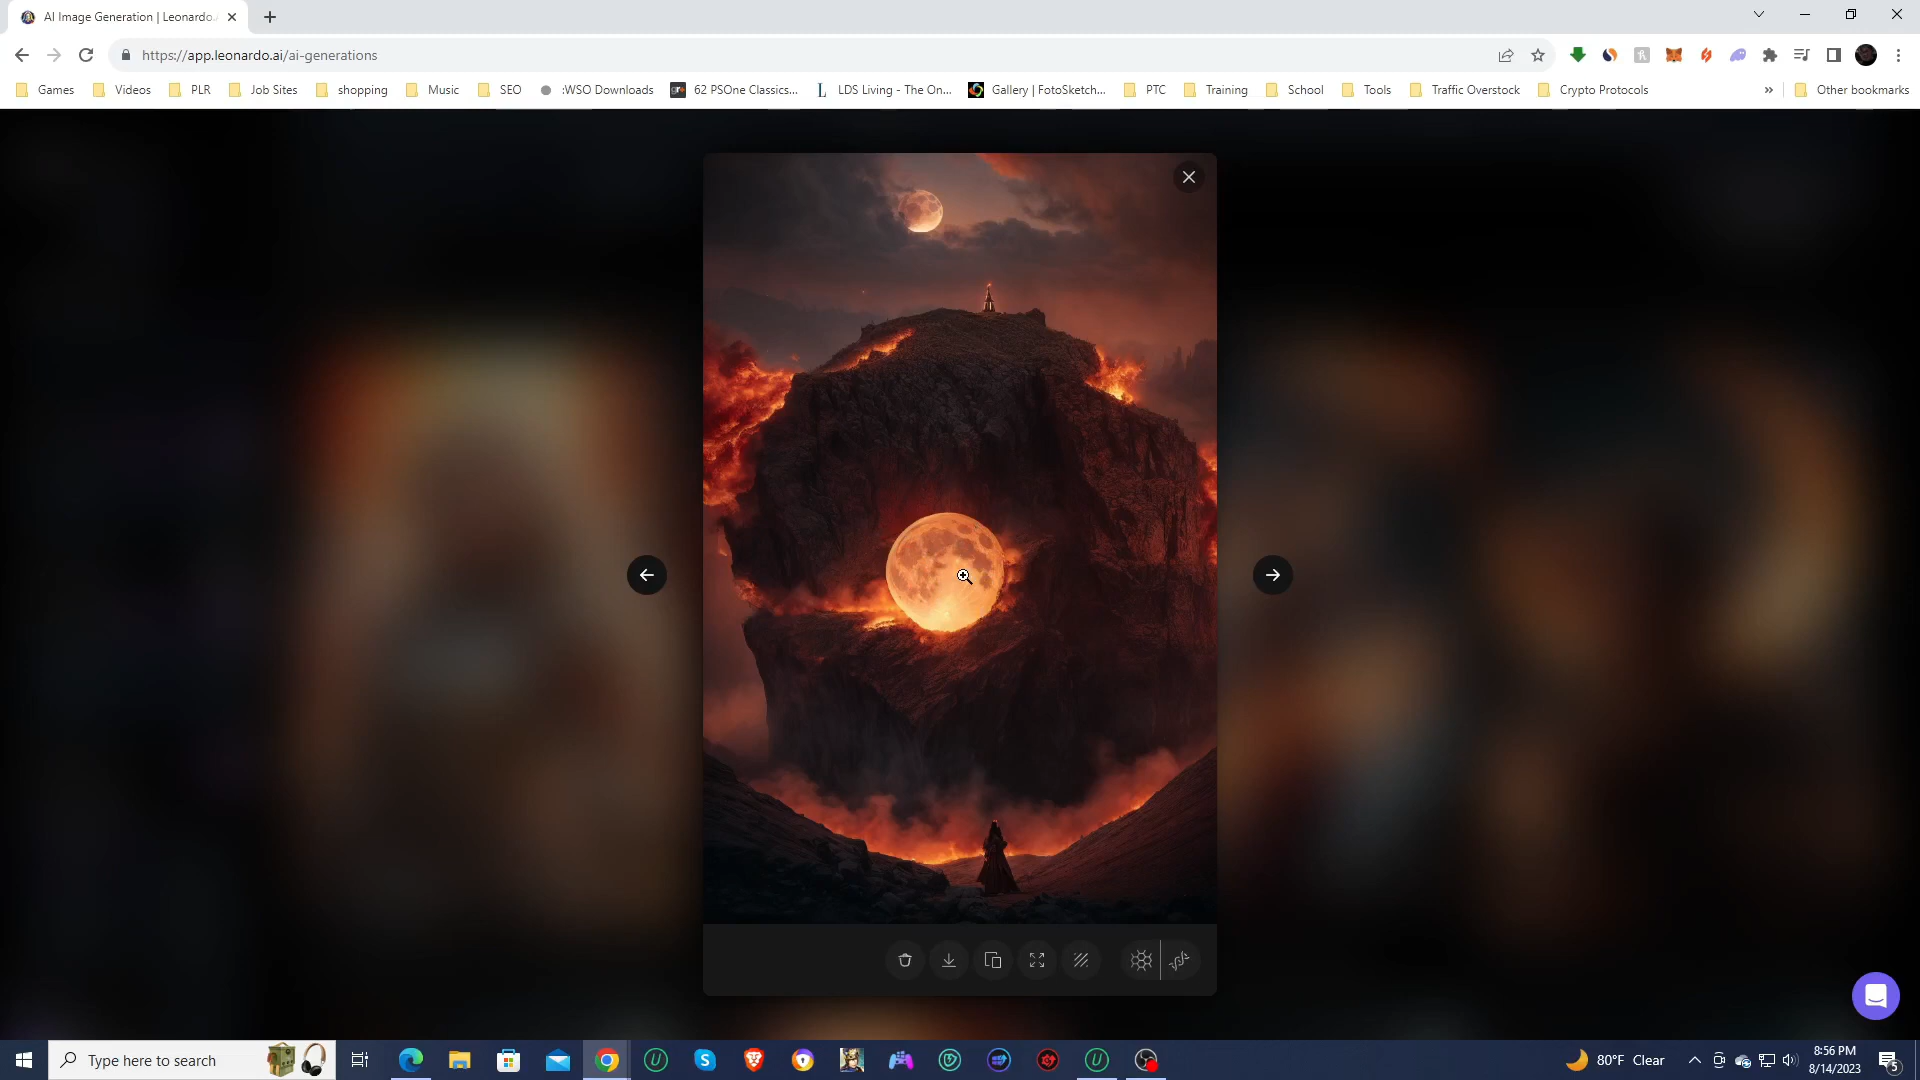 AI Image Generation | Leonardo.
https://app.leonardo.ai/ai-generations
Games Videos PLR Job Sites shopping Music SEO :WSO Downloads 62 PSOne Classics... LDS Living - The On... Gallery | FotoSketch... PTC Training School Tools Traffic Overstock Crypto Protocols » Other bookmarks
Type here to search 80°F Clear 8:56 PM
8/14/2023 5